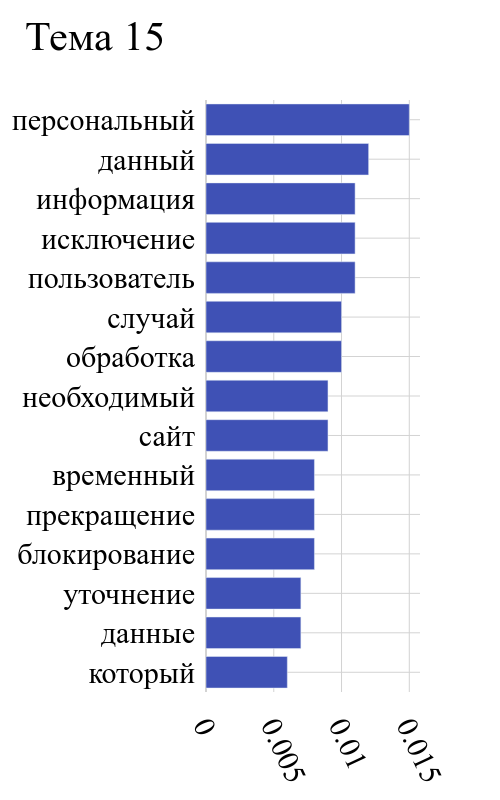 Тема 15
персональный
данный
информация
исключение
пользователь
случай
обработка
необходимый
сайт
временный
прекращение
блокирование
уточнение
данные
который
0
0.005
0.01
0.015